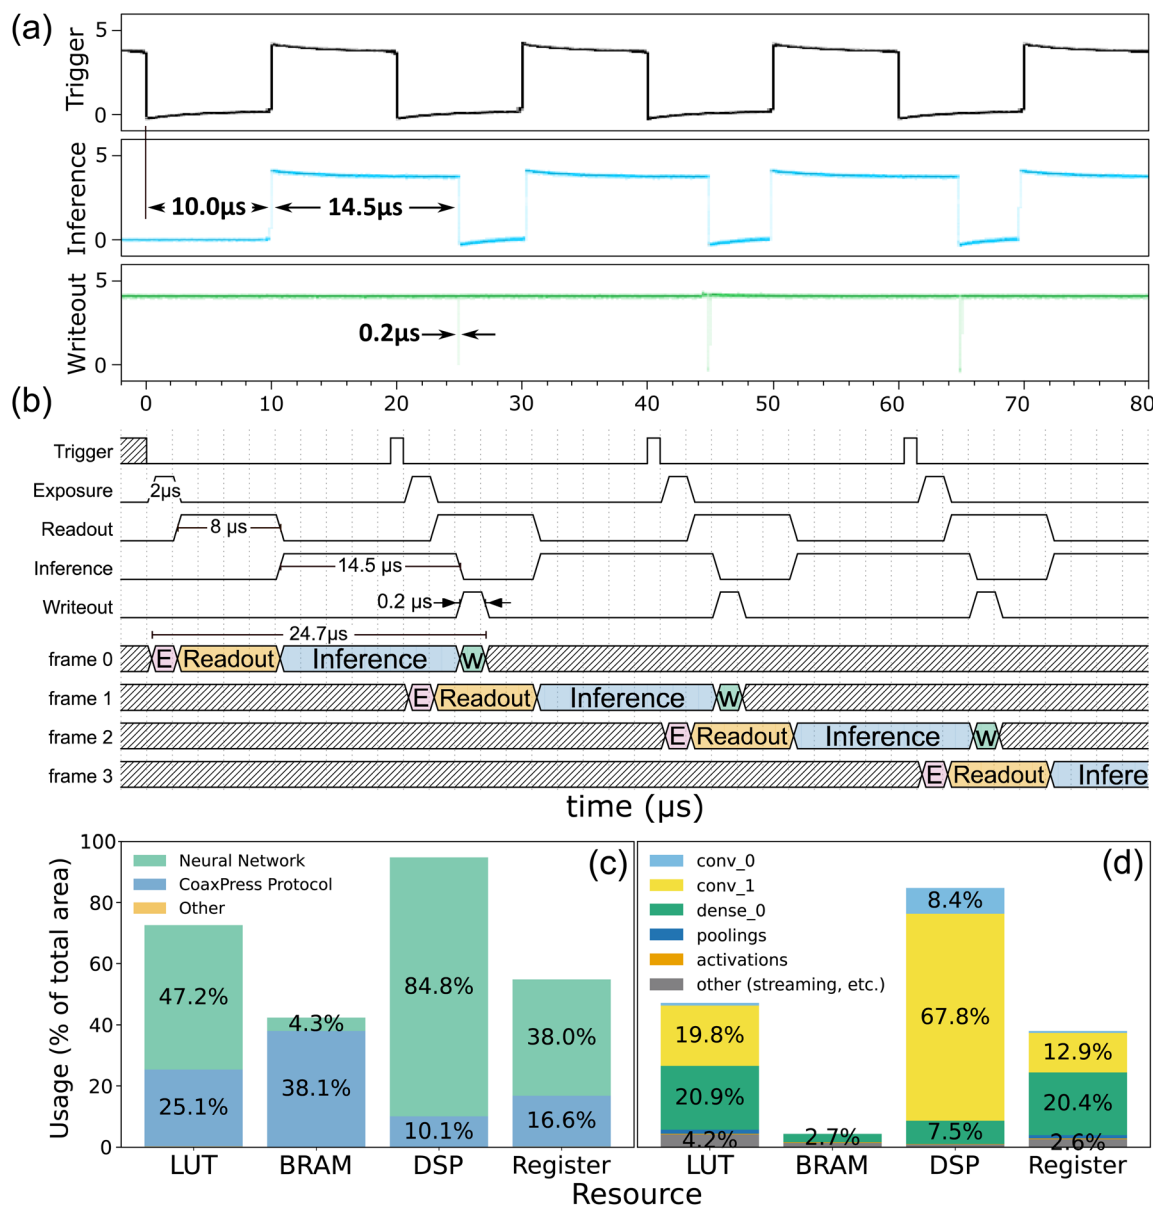 (a)
Trigger
5
0
Inference
5
0
10.0μs
14.5μs
Writeout
5
0
0.2μs
0 10 20 30 40 50 60 70 80
(b)
Trigger
Exposure
2μs
Readout
8 μs
Inference
14.5 μs
Writeout
0.2 μs
24.7μs
frame 0 E Readout Inference W
frame 1 E Readout Inference W
frame 2 E Readout Inference W
frame 3 E Readout Infere
time (μs)
Usage (% of total area)
100
80
60
40
20
0
(c)
Neural Network
CoaxPress Protocol
Other
47.2%
25.1%
4.3%
38.1%
84.8%
10.1%
38.0%
16.6%
LUT BRAM DSP Register
(d)
conv_0
conv_1
dense_0
poolings
activations
other (streaming, etc.)
19.8%
20.9%
4.2%
2.7%
8.4%
67.8%
7.5%
12.9%
20.4%
2.6%
LUT BRAM DSP Register
Resource